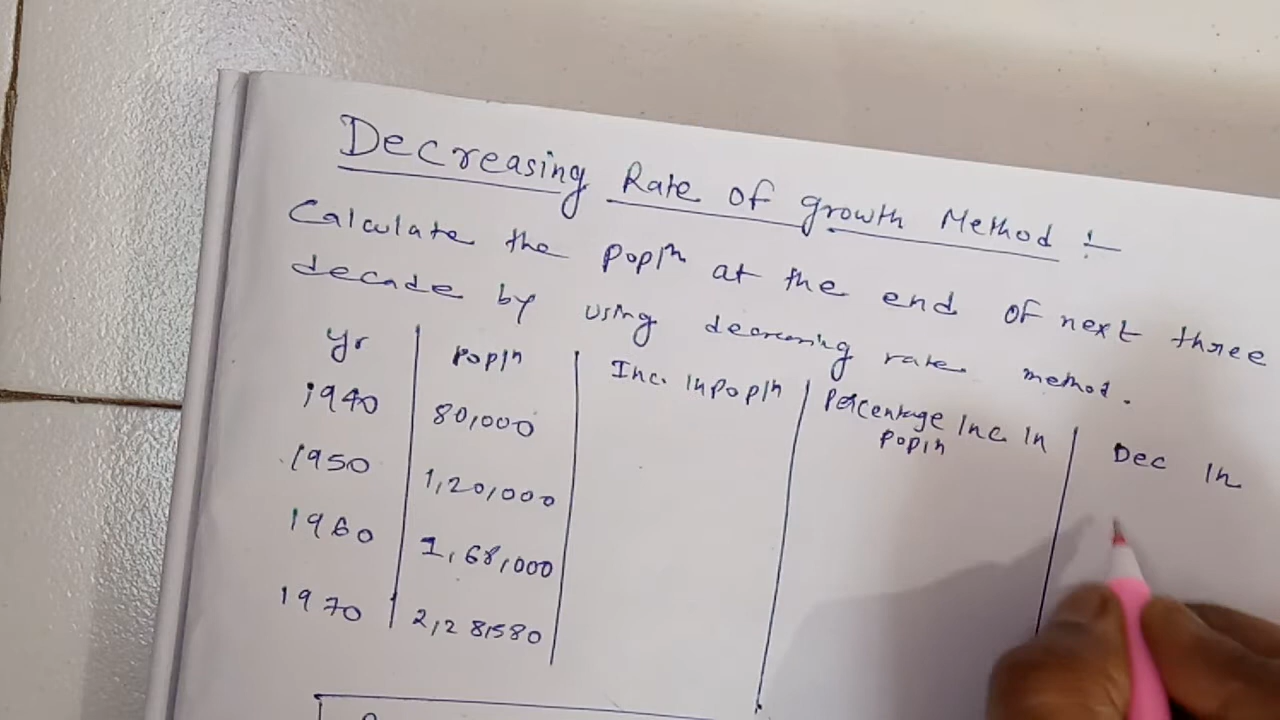 Decreasing Rate of growth Method :-
Calculate the popln at the end of next three
decade by using decreasing rate method.
yr popln Inc. In popln Percentage Inc In popln Dec In
1940 80,000
1950 1,20,000
1960 1,68,000
1970 2,28,580